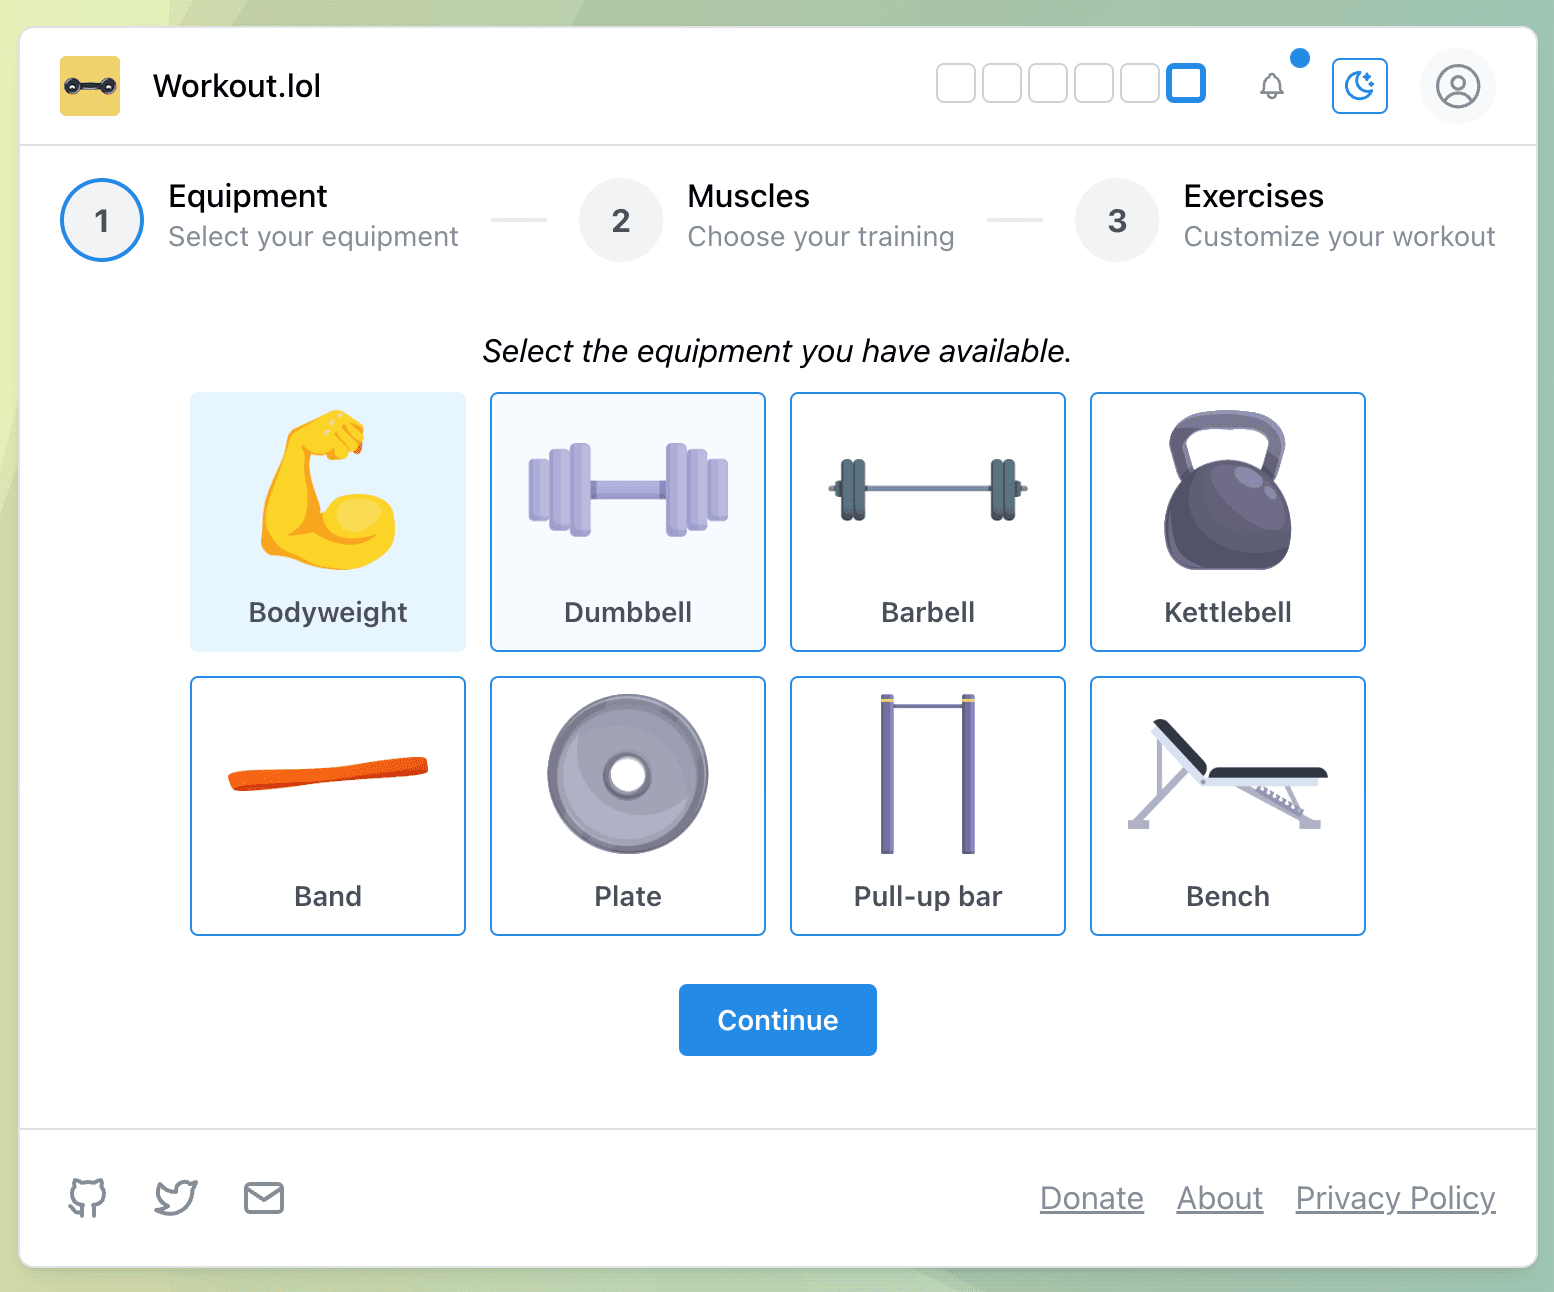 Workout.lol
1
Equipment
Select your equipment
2
Muscles
Choose your training
3
Exercises
Customize your workout
Select the equipment you have available.
Bodyweight
Dumbbell
Barbell
Kettlebell
Band
Plate
Pull-up bar
Bench
Continue
Donate
About
Privacy Policy